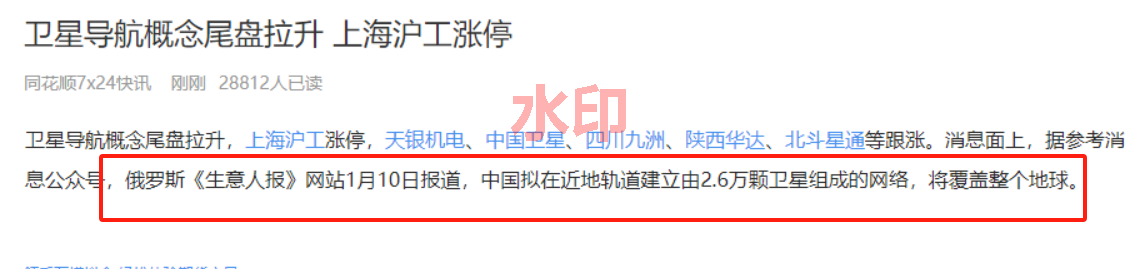 卫星导航概念尾盘拉升 上海沪工涨停
同花顺7x24快讯 刚刚 28812人已读
水印
卫星导航概念尾盘拉升，上海沪工涨停，天银机电、中国卫星、四川九洲、陕西华达、北斗星通等跟涨。消息面上，据参考消
息公众号，俄罗斯《生意人报》网站1月10日报道，中国拟在近地轨道建立由2.6万颗卫星组成的网络，将覆盖整个地球。